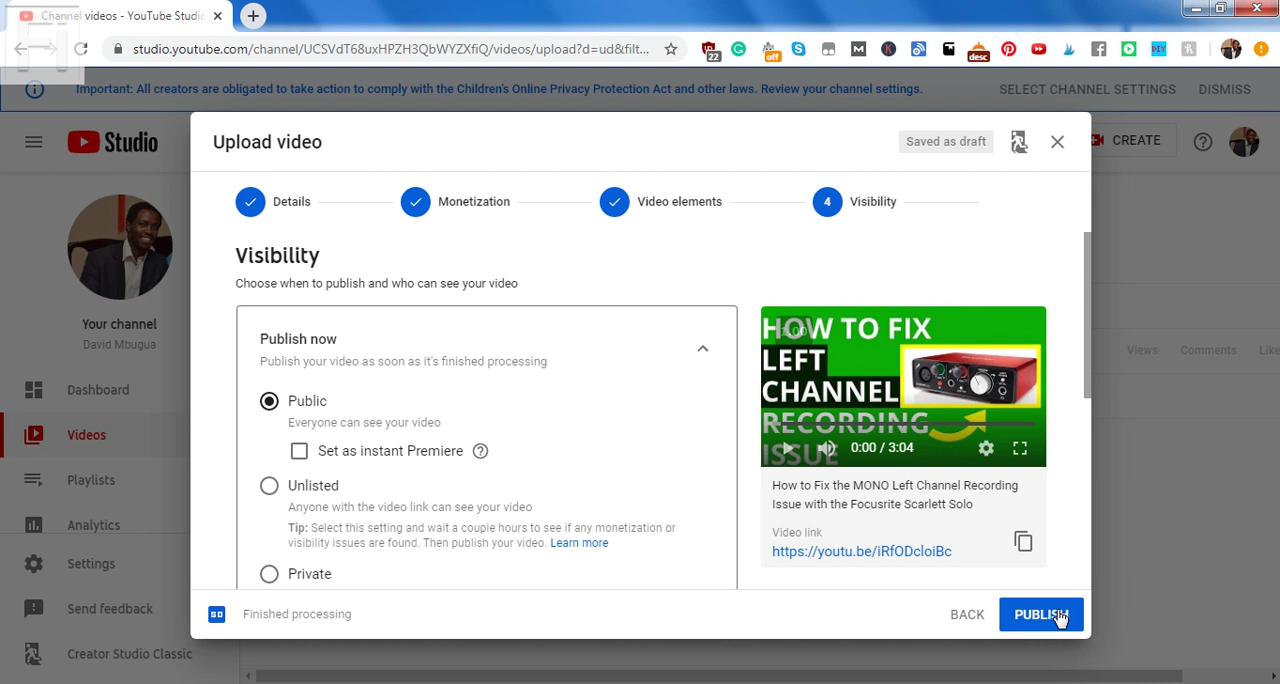 Channel videos - YouTube Studio
studio.youtube.com/channel/UCSVdT68uxHPZH3QbWYZXfiQ/videos/upload?d=ud&filt...
22
off
desc
DIY
Important: All creators are obligated to take action to comply with the Children's Online Privacy Protection Act and other laws. Review your channel settings.
SELECT CHANNEL SETTINGS
DISMISS
Studio
CREATE
Your channel
David Mbugua
Dashboard
Videos
Playlists
Analytics
Settings
Send feedback
Creator Studio Classic
Views
Comments
Like
Upload video
Saved as draft
Details
Monetization
Video elements
4
Visibility
Visibility
Choose when to publish and who can see your video
Publish now
Publish your video as soon as it's finished processing
Public
Everyone can see your video
Set as instant Premiere
Unlisted
Anyone with the video link can see your video
Tip: Select this setting and wait a couple hours to see if any monetization or
visibility issues are found. Then publish your video. Learn more
Private
HOW TO FIX
LEFT
CHANNEL
RECORDING
ISSUE
0:00 / 3:04
How to Fix the MONO Left Channel Recording
Issue with the Focusrite Scarlett Solo
Video link
https://youtu.be/iRfODcloiBc
SD
Finished processing
BACK
PUBLISH